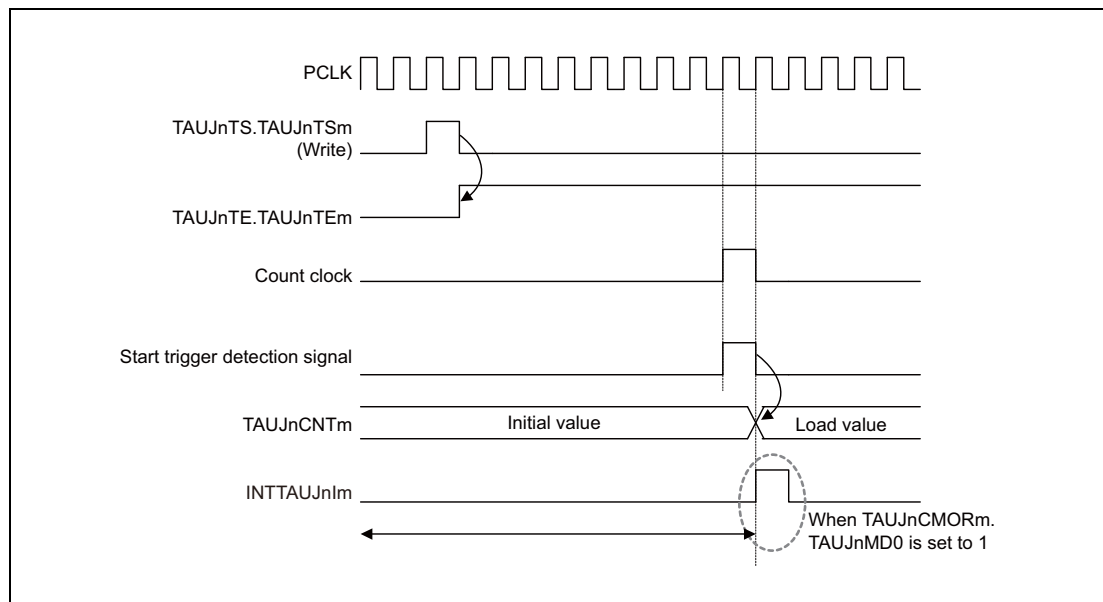 PCLK
TAUJnTS.TAUJnTSm
(Write)
TAUJnTE.TAUJnTEm
Count clock
Start trigger detection signal
TAUJnCNTm
Initial value
Load value
INTTAUJnIm
When TAUJnCMORm.
TAUJnMD0 is set to 1